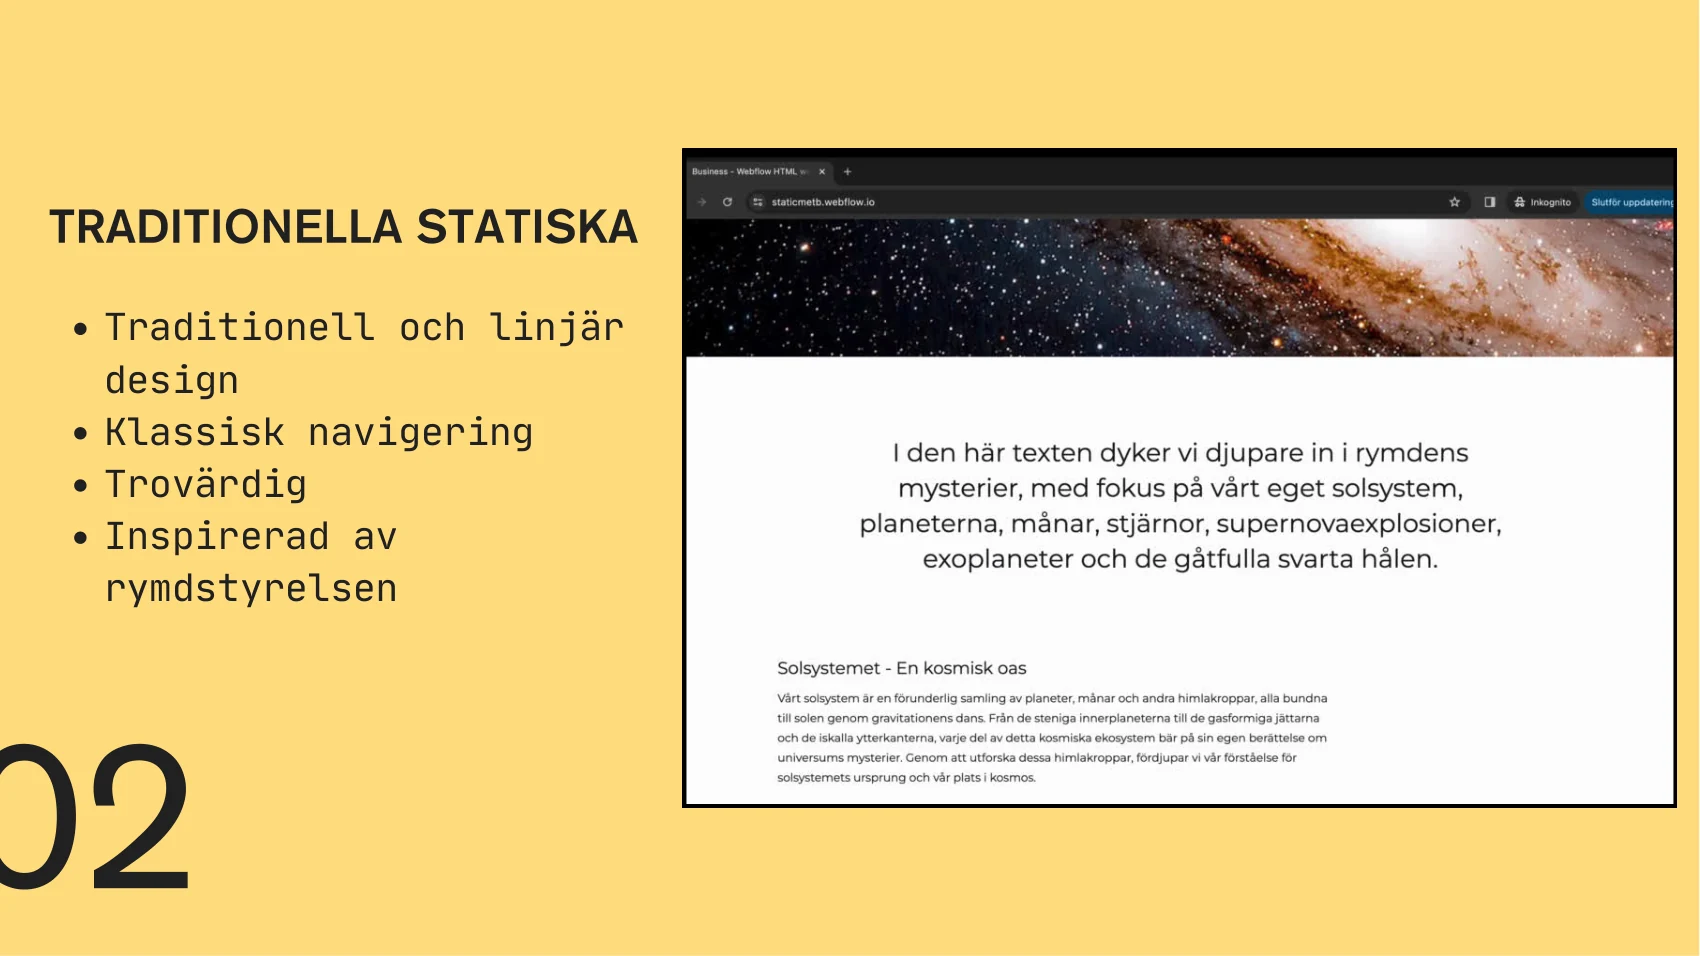 TRADITIONELLA STATISKA
Traditionell och linjär
design
Klassisk navigering
Trovärdig
Inspirerad av
rymdstyrelsen
02
Business - Webflow HTML
staticmetb.webflow.io
Inkognito
Slutför uppdatering
I den här texten dyker vi djupare in i rymdens
mysterier, med fokus på vårt eget solsystem,
planeterna, månar, stjärnor, supernovaexplosioner,
exoplaneter och de gåtfulla svarta hålen.
Solsystemet - En kosmisk oas
Vårt solsystem är en förunderlig samling av planeter, månar och andra himlakroppar, alla bundna
till solen genom gravitationens dans. Från de steniga innerplaneterna till de gasformiga jättarna
och de iskalla ytterkanterna, varje del av detta kosmiska ekosystem bär på sin egen berättelse om
universums mysterier. Genom att utforska dessa himlakroppar, fördjupar vi vår förståelse för
solsystemets ursprung och vår plats i kosmos.